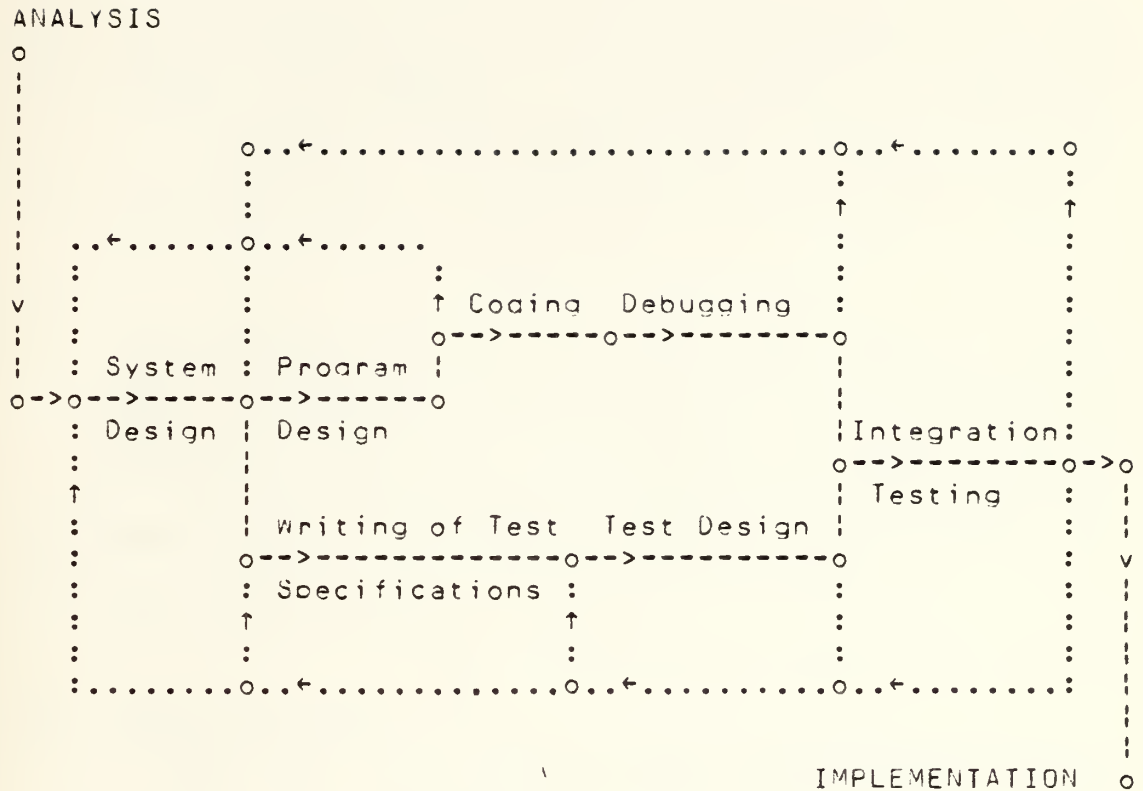 ANALYSIS
Coding Debugging
System Program
Design Design
Integration
Testing
Writing of Test Test Design
Specifications
IMPLEMENTATION